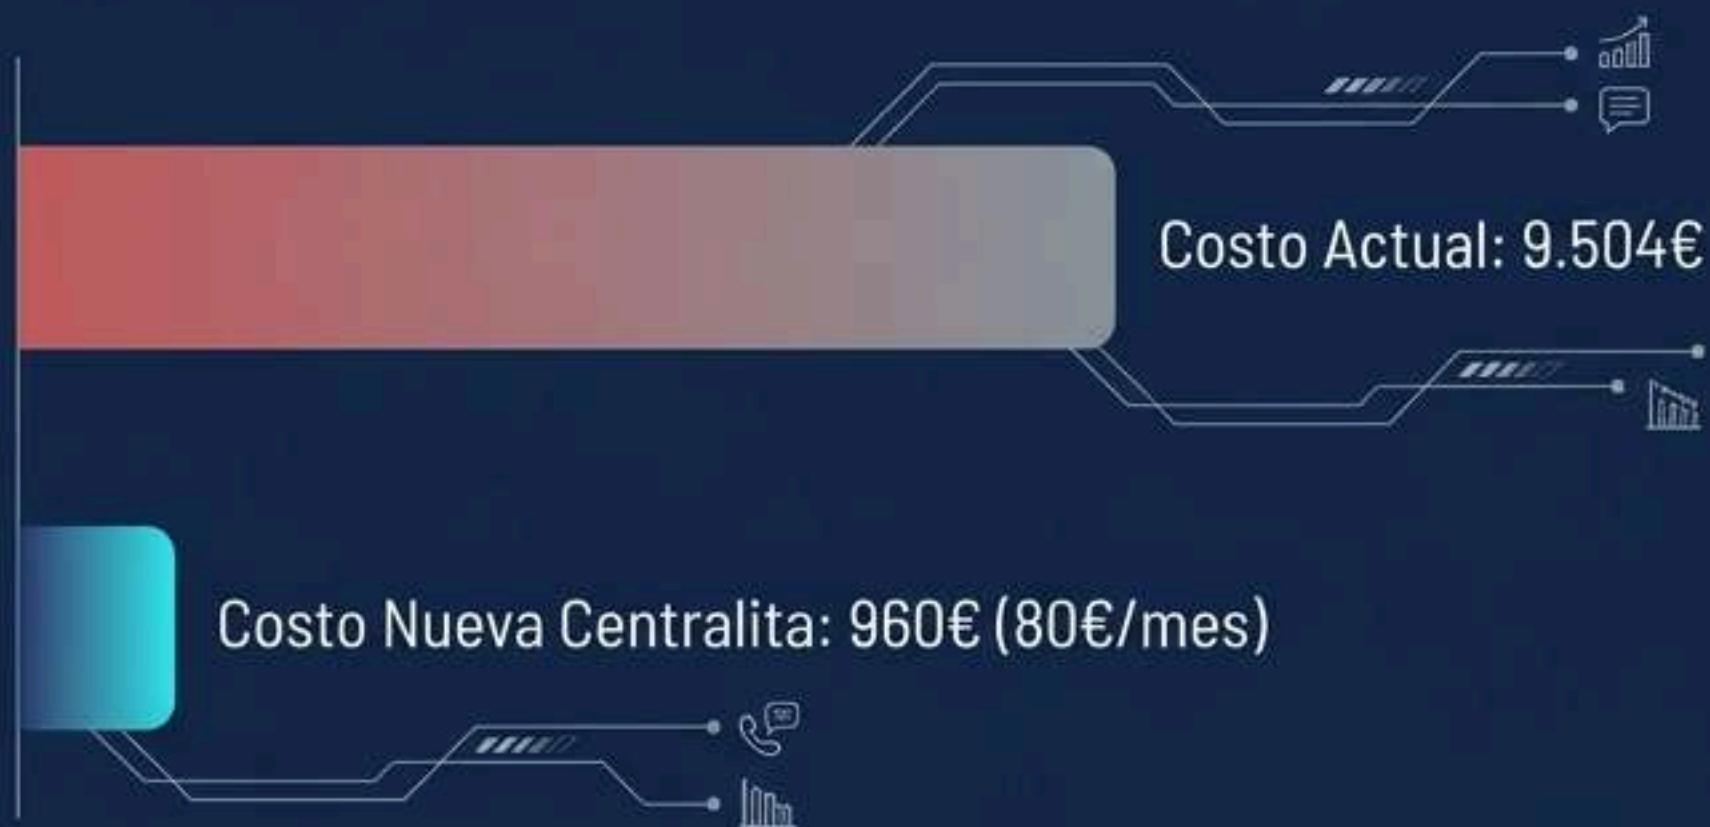 Costo Actual: 9.504€
Costo Nueva Centralita: 960€ (80€/mes)